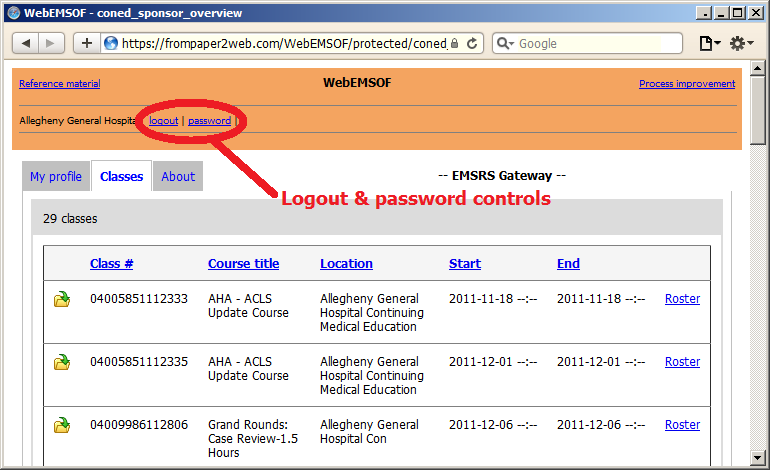 WebEMSOF - coned_sponsor_overview
https://frompaper2web.com/WebEMSOF/protected/coned_
Google
Reference material WebEMSOF Process improvement
Allegheny General Hospital logout | password |
Logout & password controls
My profile Classes About -- EMSRS Gateway --
29 classes
Class # Course title Location Start End
04005851112333 AHA - ACLS Allegheny General 2011-11-18 --:-- 2011-11-18 --:-- Roster
Update Course Hospital Continuing
Medical Education
04005851112335 AHA - ACLS Allegheny General 2011-12-01 --:-- 2011-12-01 --:-- Roster
Update Course Hospital Continuing
Medical Education
04009986112806 Grand Rounds: Allegheny General 2011-12-06 --:-- 2011-12-06 --:-- Roster
Case Review-1.5 Hospital Con
Hours